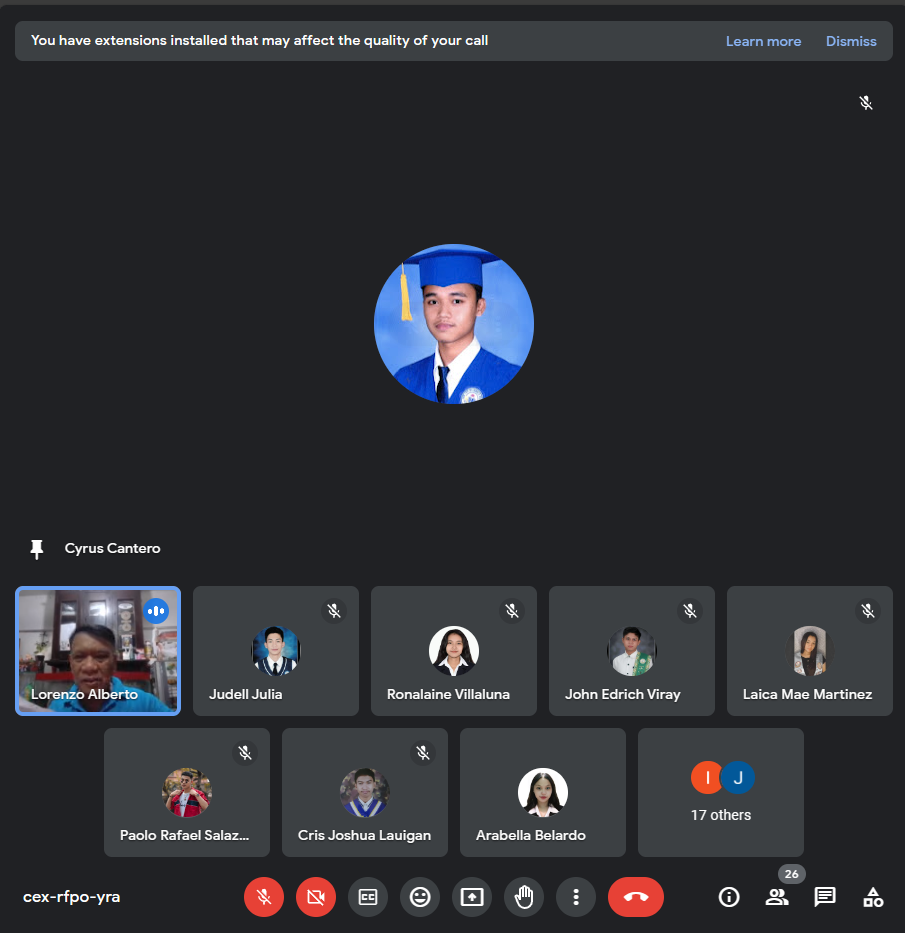 You have extensions installed that may affect the quality of your call
Learn more
Dismiss
Cyrus Cantero
Lorenzo Alberto
Judell Julia
Ronalaine Villaluna
John Edrich Viray
Laica Mae Martinez
Paolo Rafael Salaz...
Cris Joshua Lauigan
Arabella Belardo
I
J
17 others
cex-rfpo-yra
CC
26